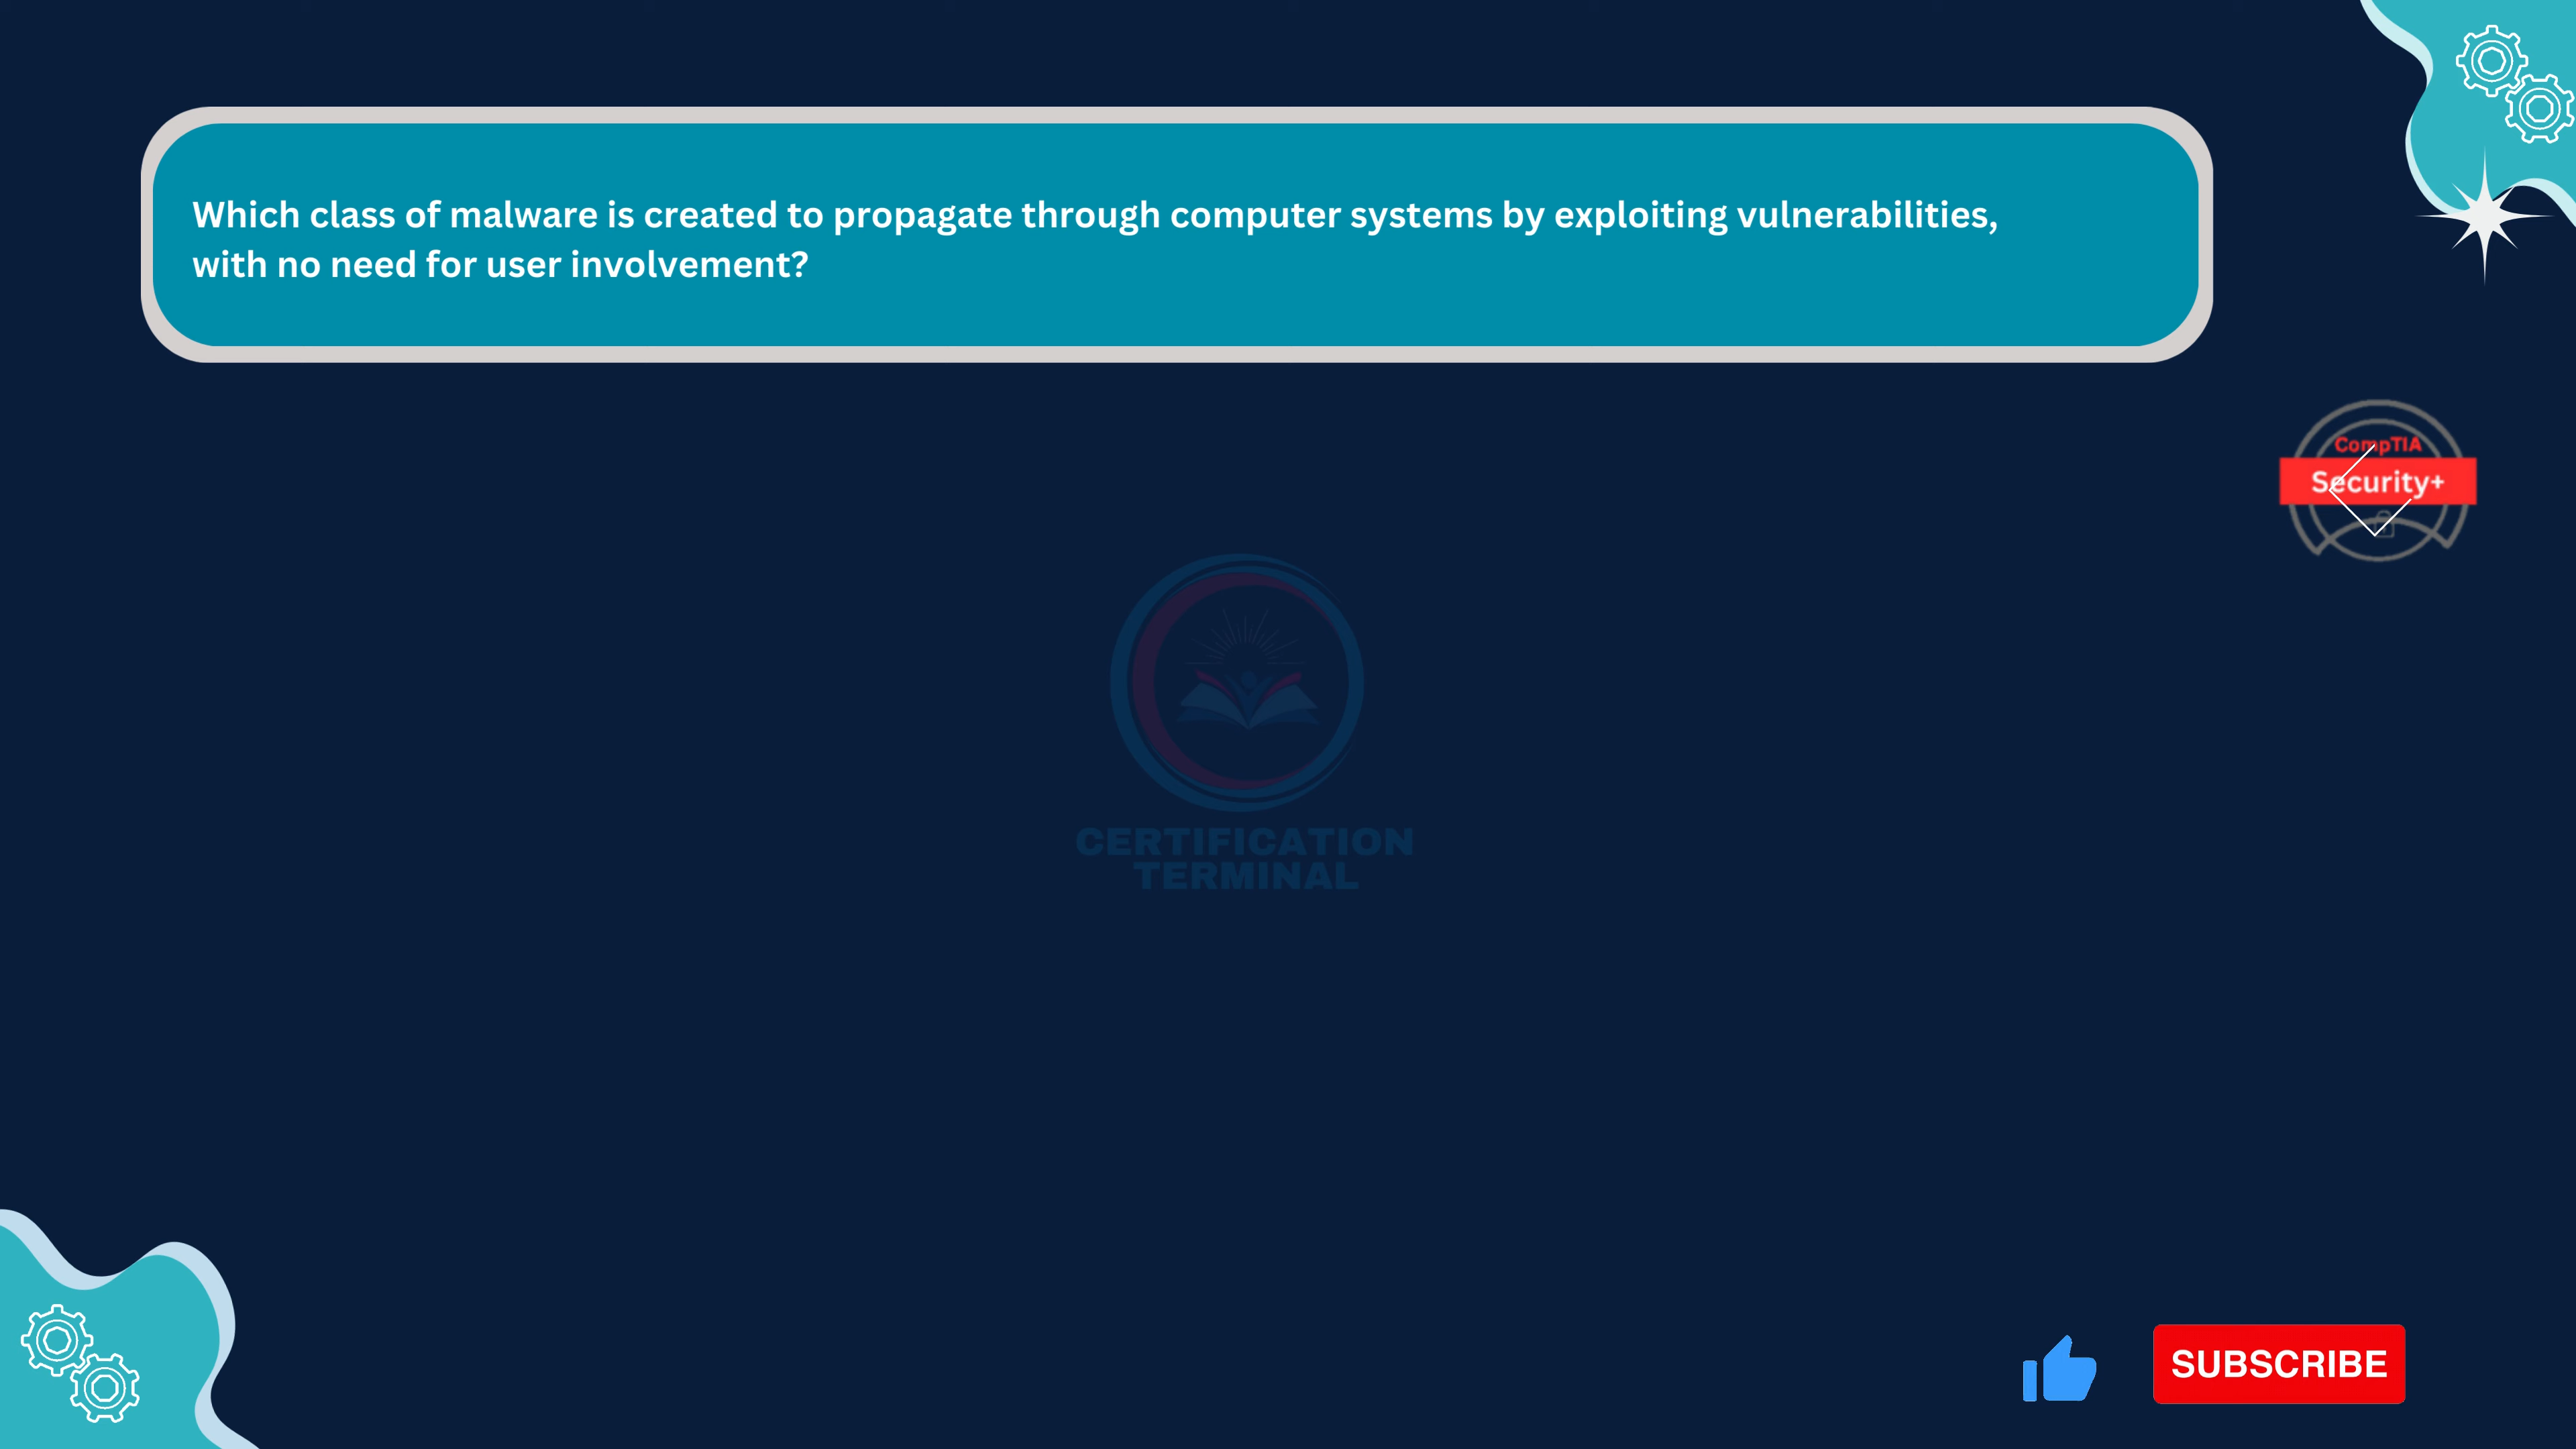 Which class of malware is created to propagate through computer systems by exploiting vulnerabilities,
with no need for user involvement?
CompTIA
Security+
CERTIFICATION
TERMINAL
SUBSCRIBE